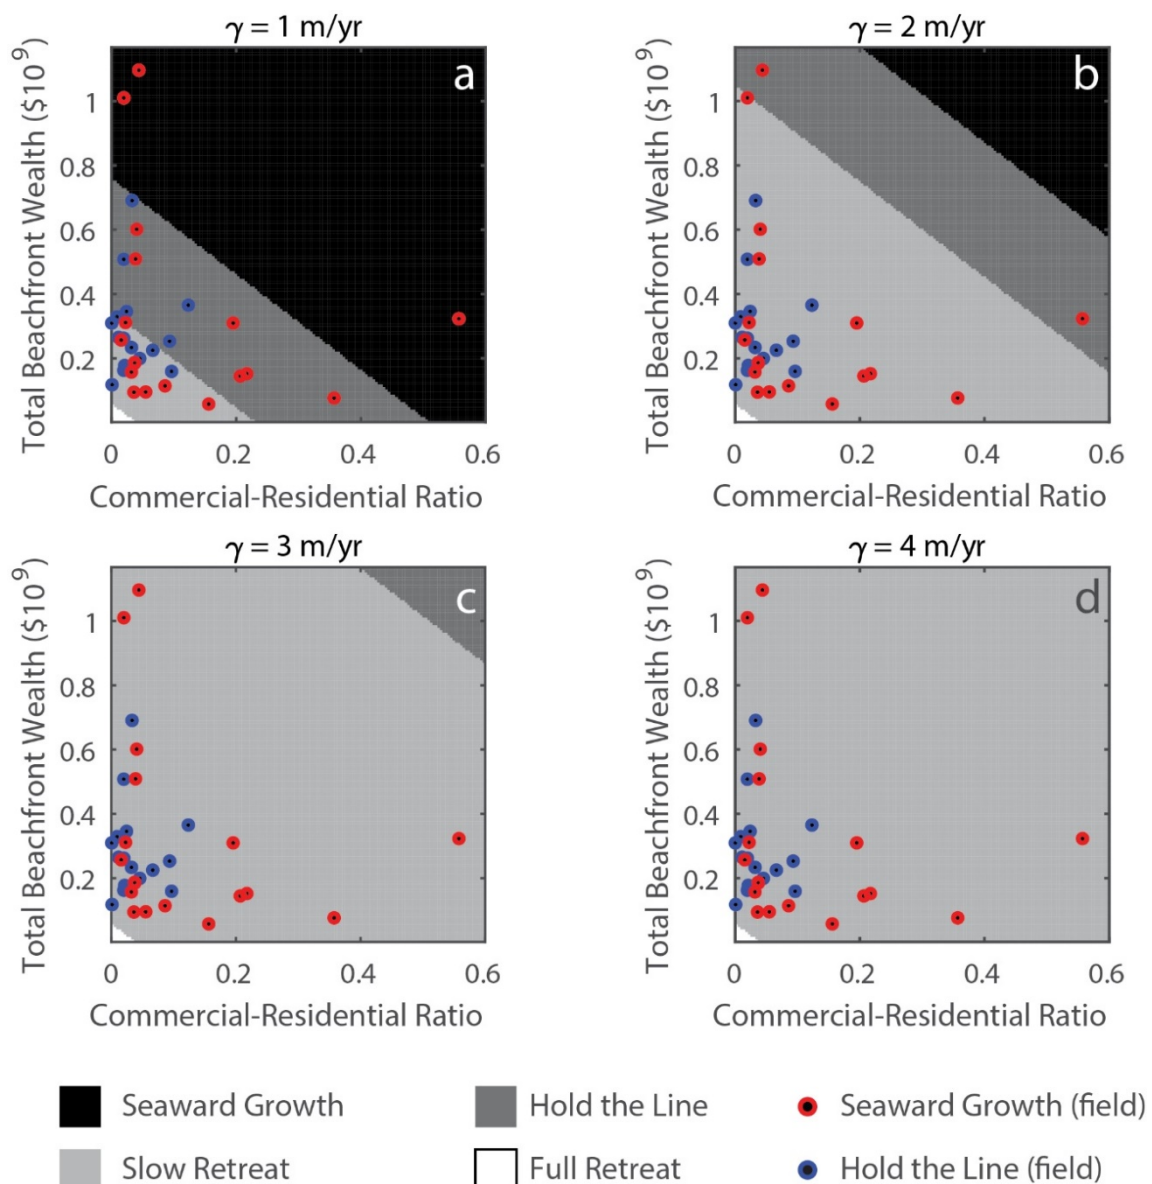 γ = 1 m/yr
a
Total Beachfront Wealth ($10⁹)
1
0.8
0.6
0.4
0.2
0
0.2
0.4
0.6
Commercial-Residential Ratio
γ = 2 m/yr
b
Total Beachfront Wealth ($10⁹)
1
0.8
0.6
0.4
0.2
0
0.2
0.4
0.6
Commercial-Residential Ratio
γ = 3 m/yr
c
Total Beachfront Wealth ($10⁹)
1
0.8
0.6
0.4
0.2
0
0.2
0.4
0.6
Commercial-Residential Ratio
γ = 4 m/yr
d
Total Beachfront Wealth ($10⁹)
1
0.8
0.6
0.4
0.2
0
0.2
0.4
0.6
Commercial-Residential Ratio
Seaward Growth
Hold the Line
Seaward Growth (field)
Slow Retreat
Full Retreat
Hold the Line (field)